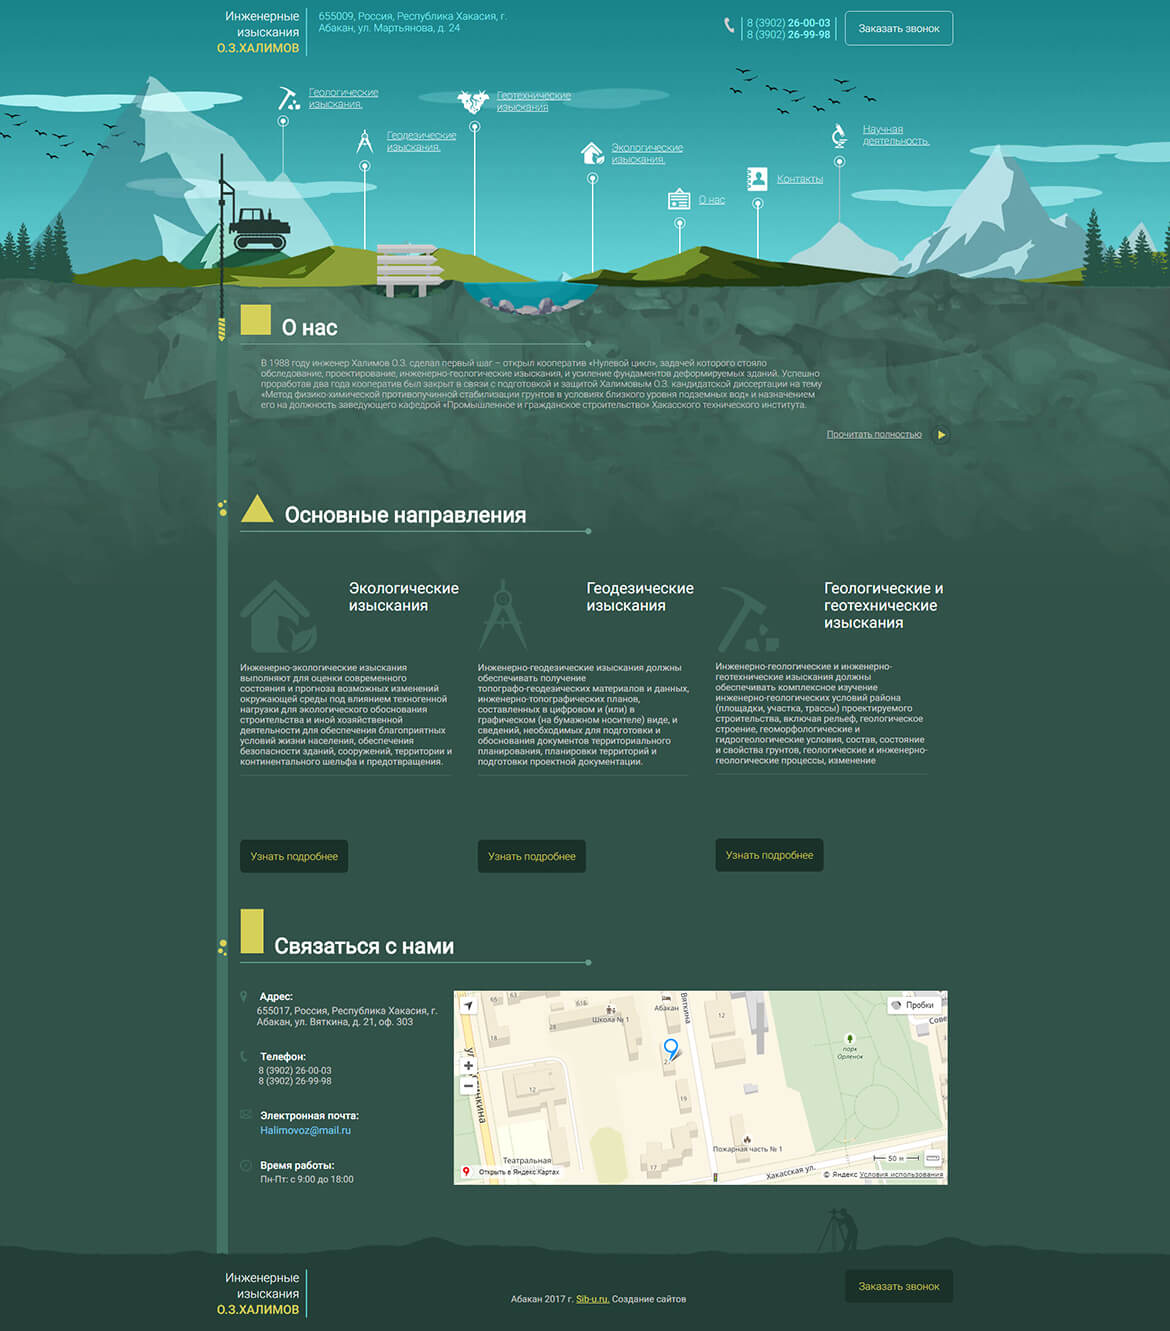 Инженерные
изыскания
О.З.ХАЛИМОВ
655009, Россия, Республика Хакасия, г.
Абакан, ул. Мартьянова, д. 24
8 (3902) 26-00-03
8 (3902) 26-99-98
Заказать звонок
Геологические
изыскания.
Геодезические
изыскания.
Геотехнические
изыскания
Экологические
изыскания.
О нас
Контакты
Научная
деятельность.
О нас
В 1988 году инженер Халимов О.З. сделал первый шаг – открыл кооператив «Нулевой цикл», задачей которого стояло
обследование, проектирование, инженерно-геологические изыскания, и усиление фундаментов деформируемых зданий. Успешно
проработав два года кооператив был закрыт в связи с подготовкой и защитой Халимовым О.З. кандидатской диссертации на тему
«Метод физико-химической противопучинной стабилизации грунтов в условиях близкого уровня подземных вод» и назначением
его на должность заведующего кафедрой «Промышленное и гражданское строительство» Хакасского технического института.
Прочитать полностью
Основные направления
Экологические
изыскания
Инженерно-экологические изыскания
выполняют для оценки современного
состояния и прогноза возможных изменений
окружающей среды под влиянием техногенной
нагрузки для экологического обоснования
строительства и иной хозяйственной
деятельности для обеспечения благоприятных
условий жизни населения, обеспечения
безопасности зданий, сооружений, территории и
континентального шельфа и предотвращения.
Узнать подробнее
Геодезические
изыскания
Инженерно-геодезические изыскания должны
обеспечивать получение
топографо-геодезических материалов и данных,
инженерно-топографических планов,
составленных в цифровом и (или) в
графическом (на бумажном носителе) виде, и
сведений, необходимых для подготовки и
обоснования документов территориального
планирования, планировки территорий и
подготовки проектной документации.
Узнать подробнее
Геологические и
геотехнические
изыскания
Инженерно-геологические и инженерно-
геотехнические изыскания должны
обеспечивать комплексное изучение
инженерно-геологических условий района
(площадки, участка, трассы) проектируемого
строительства, включая рельеф, геологическое
строение, геоморфологические и
гидрогеологические условия, состав, состояние
и свойства грунтов, геологические и инженерно-
геологические процессы, изменение
Узнать подробнее
Связаться с нами
Адрес:
655017, Россия, Республика Хакасия, г.
Абакан, ул. Вяткина, д. 21, оф. 303
Телефон:
8 (3902) 26-00-03
8 (3902) 26-99-98
Электронная почта:
Halimovoz@mail.ru
Время работы:
Пн-Пт: с 9:00 до 18:00
65
63
61Б
Абакан
Вяткина
Пробки
Школа № 1
12
28
парк
Орленок
12
19
17
Пожарная часть № 1
Театральная
Хакасская ул.
50 м
Открыть в Яндекс.Картах
© Яндекс Условия использования
Инженерные
изыскания
О.З.ХАЛИМОВ
Абакан 2017 г. Sib-u.ru. Создание сайтов
Заказать звонок